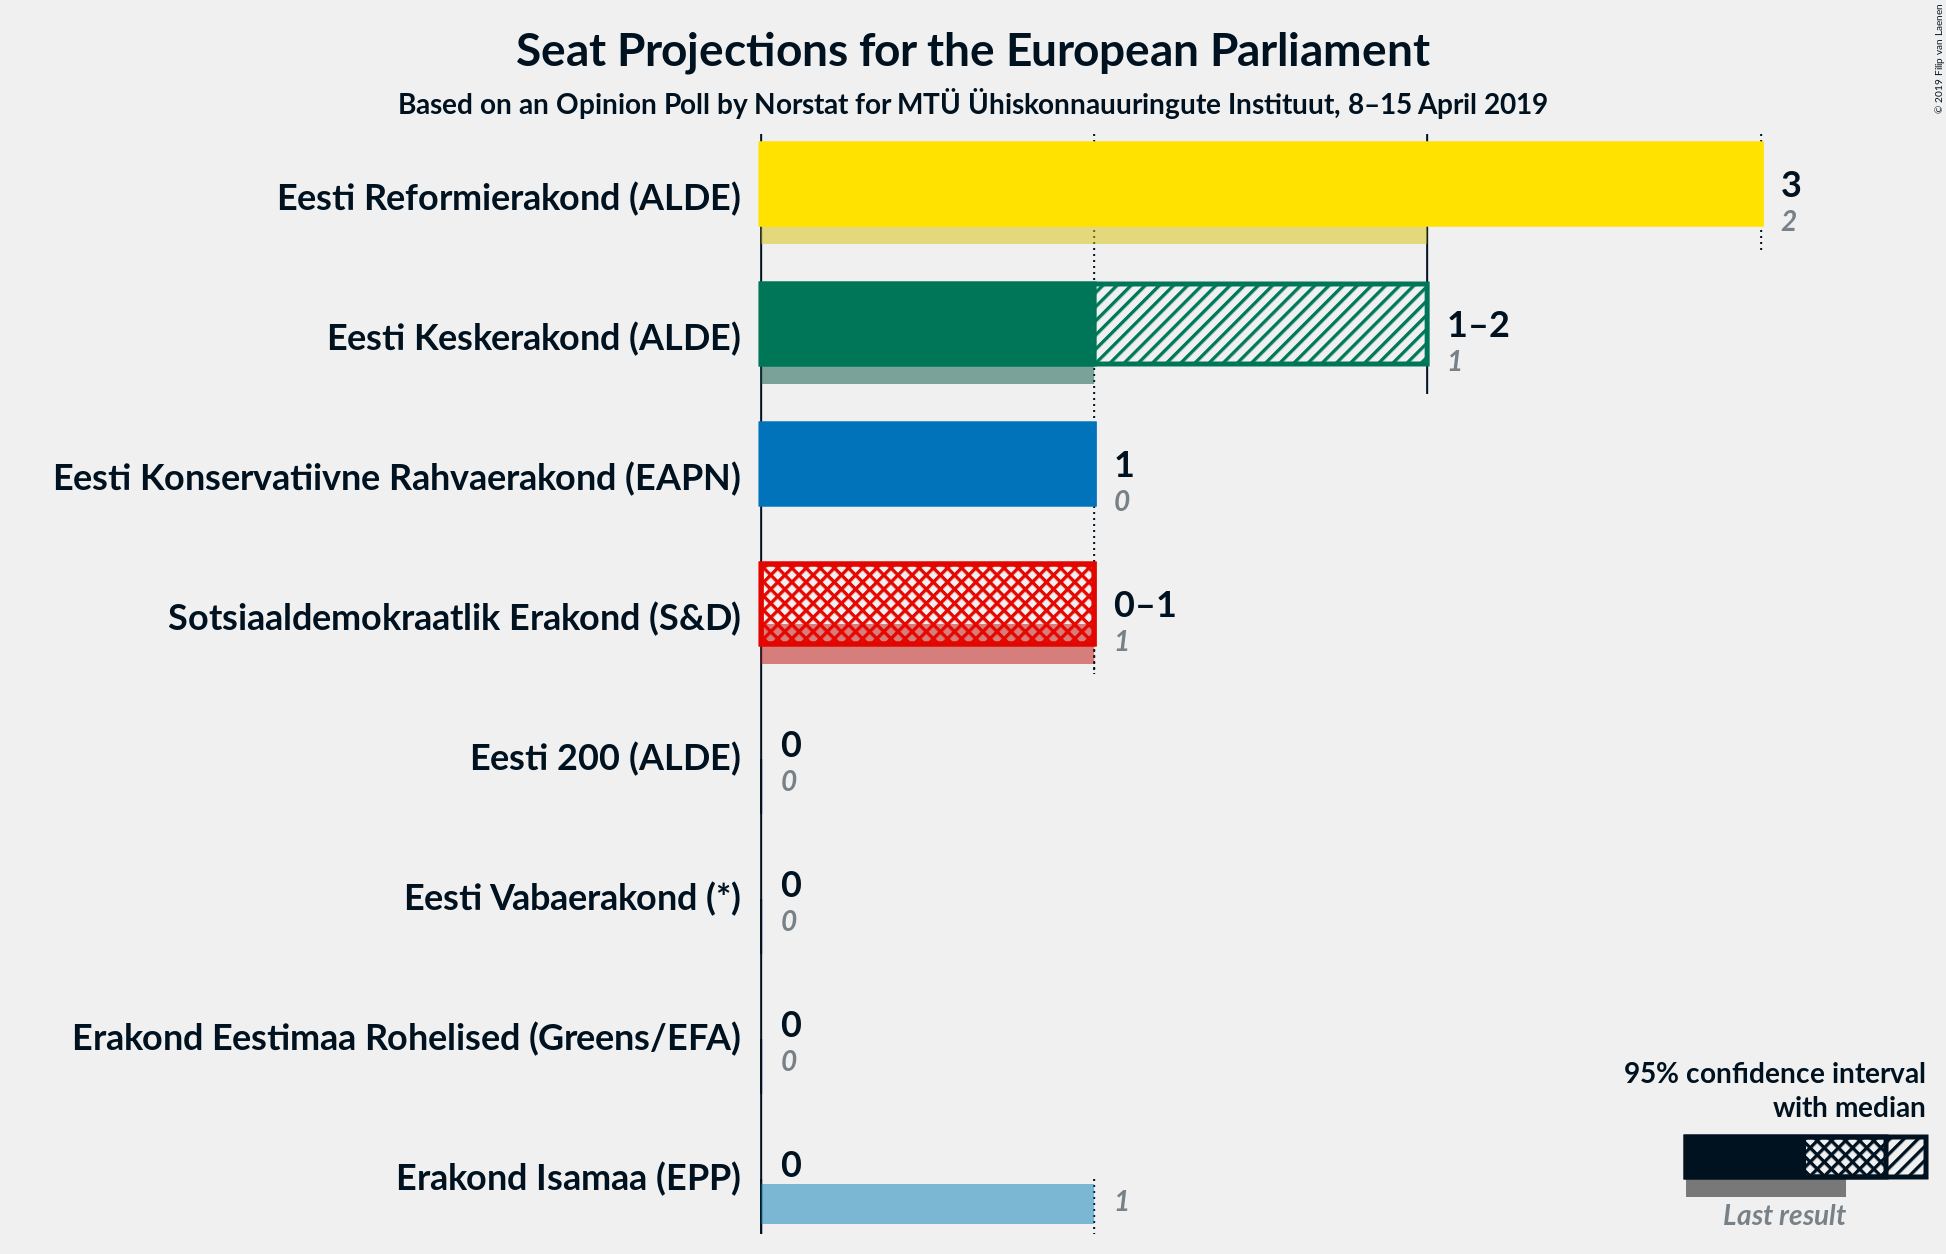 Seat Projections for the European Parliament
Based on an Opinion Poll by Norstat for MTÜ Ühiskonnauuringute Instituut, 8–15 April 2019
© 2019 Filip van Laenen
Eesti Reformierakond (ALDE)
3
2
Eesti Keskerakond (ALDE)
1–2
1
Eesti Konservatiivne Rahvaerakond (EAPN)
1
0
Sotsiaaldemokraatlik Erakond (S&D)
0–1
1
Eesti 200 (ALDE)
0
0
Eesti Vabaerakond (*)
0
0
Erakond Eestimaa Rohelised (Greens/EFA)
0
0
Erakond Isamaa (EPP)
0
1
95% confidence interval
with median
Last result